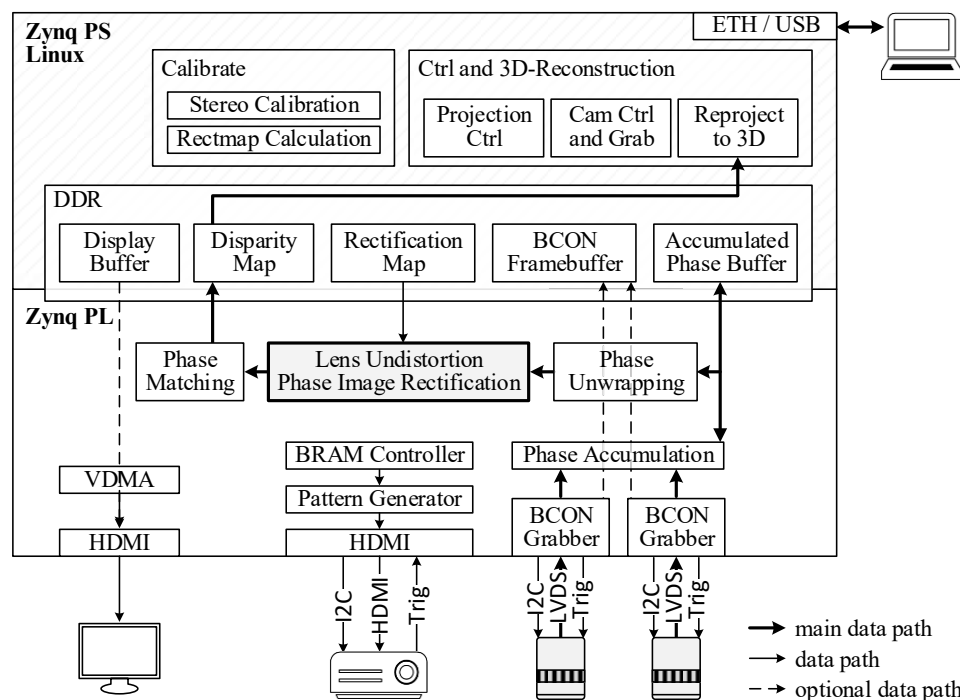 Zynq PS
Linux
ETH / USB
Calibrate
Stereo Calibration
Rectmap Calculation
Ctrl and 3D-Reconstruction
Projection
Ctrl
Cam Ctrl
and Grab
Reproject
to 3D
DDR
Display
Buffer
Disparity
Map
Rectification
Map
BCON
Framebuffer
Accumulated
Phase Buffer
Zynq PL
Phase
Matching
Lens Undistortion
Phase Image Rectification
Phase
Unwrapping
BRAM Controller
Phase Accumulation
VDMA
Pattern Generator
HDMI
HDMI
BCON
Grabber
BCON
Grabber
I2C
HDMI
Trig
I2C
LVDS
Trig
I2C
LVDS
Trig
main data path
data path
optional data path